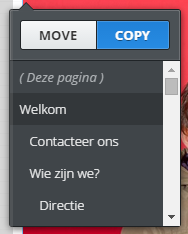 MOVE COPY
( Deze pagina )
Welkom
Contacteer ons
Wie zijn we?
Directie